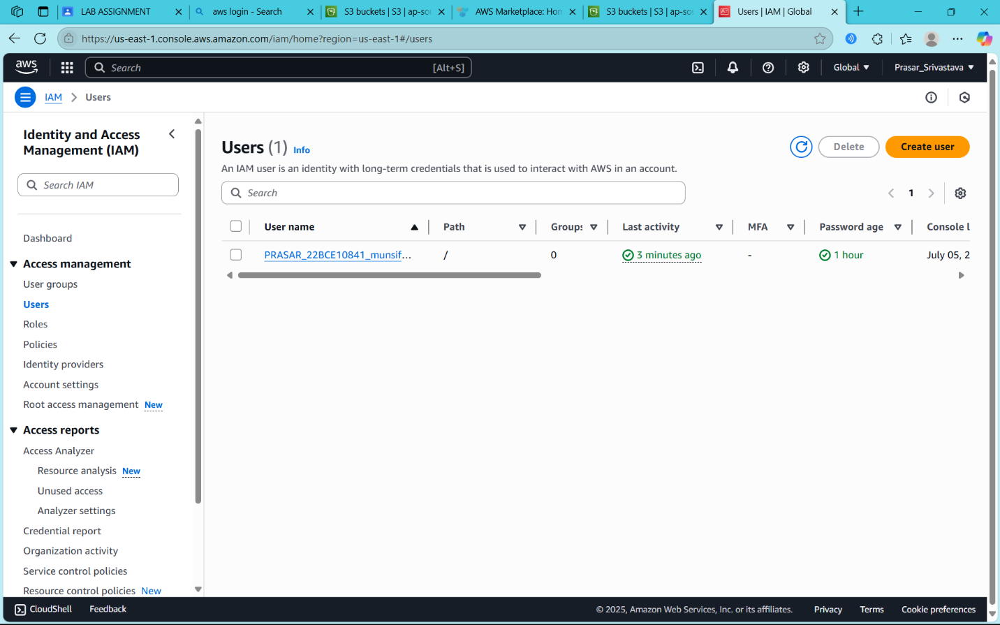 LAB ASSIGNMENT
aws login - Search
S3 buckets | S3 | ap-so
AWS Marketplace: Hom
S3 buckets | S3 | ap-sou
Users | IAM | Global
https://us-east-1.console.aws.amazon.com/iam/home?region=us-east-1#/users
aws
Search [Alt+S]
Global
Prasar_Srivastava
IAM > Users
Identity and Access
Management (IAM)
Search IAM
Dashboard
Access management
User groups
Users
Roles
Policies
Identity providers
Account settings
Root access management New
Access reports
Access Analyzer
Resource analysis New
Unused access
Analyzer settings
Credential report
Organization activity
Service control policies
Resource control policies New
Users (1) Info
Delete
Create user
An IAM user is an identity with long-term credentials that is used to interact with AWS in an account.
Search
1
User name Path Groups Last activity MFA Password age Console l
PRASAR_22BCE10841_munsif... / 0 3 minutes ago - 1 hour July 05, 2
CloudShell Feedback © 2025, Amazon Web Services, Inc. or its affiliates. Privacy Terms Cookie preferences